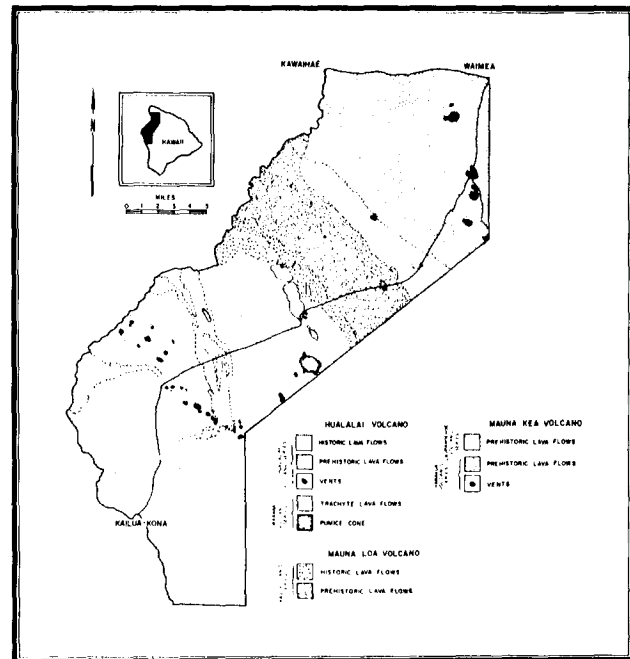 KAWAIHAE
WAIMEA
N
HAWAII
MILES
0 1 2 3 4 5
KAILUA-KONA
HUALALAI VOLCANO
HISTORIC LAVA FLOWS
PREHISTORIC LAVA FLOWS
VENTS
TRACHYTE LAVA FLOWS
PUMICE CONE
MAUNA LOA VOLCANO
HISTORIC LAVA FLOWS
PREHISTORIC LAVA FLOWS
MAUNA KEA VOLCANO
PREHISTORIC LAVA FLOWS
PREHISTORIC LAVA FLOWS
VENTS